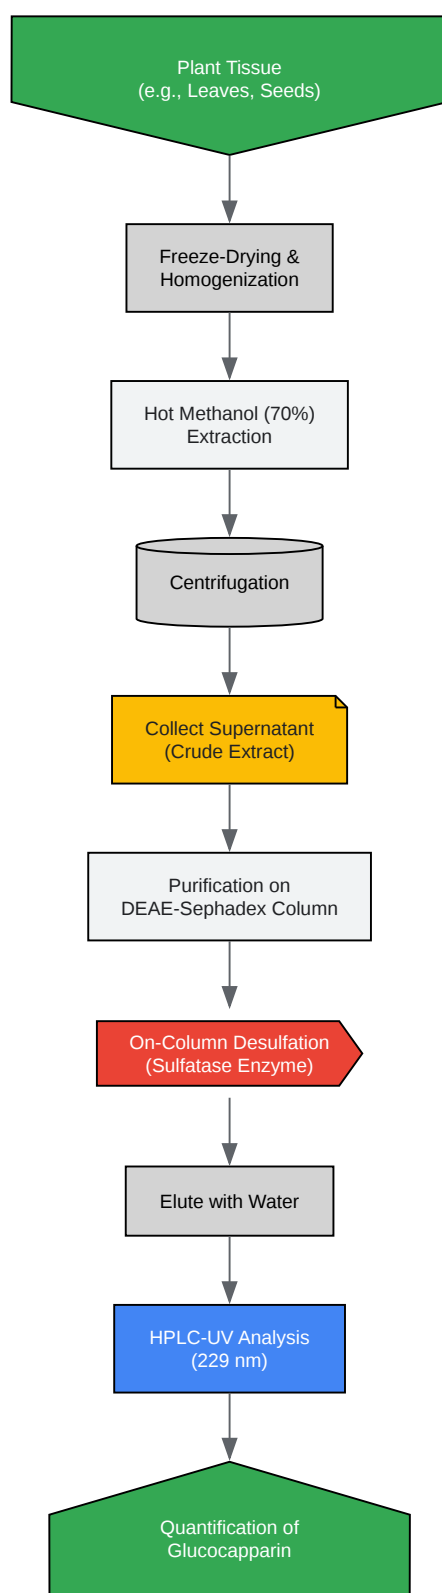 Plant Tissue
(e.g., Leaves, Seeds)
Freeze-Drying &
Homogenization
Hot Methanol (70%)
Extraction
Centrifugation
Collect Supernatant
(Crude Extract)
Purification on
DEAE-Sephadex Column
On-Column Desulfation
(Sulfatase Enzyme)
Elute with Water
HPLC-UV Analysis
(229 nm)
Quantification of
Glucocapparin